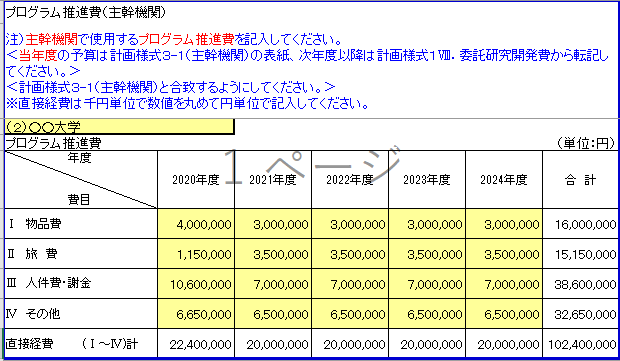 プログラム推進費(主幹機関)
注)主幹機関で使用するプログラム推進費を記入してください。
<当年度の予算は計画様式3-1(主幹機関)の表紙、次年度以降は計画様式1Ⅷ. 委託研究開発費から転記し
てください。>
<計画様式3-1(主幹機関)と合致するようにしてください。>
※直接経費は千円単位で数値を丸めて円単位で記入してください。
(2)○○大学
プログラム推進費 (単位:円)
年度
費目 2020年度 2021年度 2022年度 2023年度 2024年度 合 計
Ⅰ 物品費 4,000,000 3,000,000 3,000,000 3,000,000 3,000,000 16,000,000
Ⅱ 旅 費 1,150,000 3,500,000 3,500,000 3,500,000 3,500,000 15,150,000
Ⅲ 人件費・謝金 10,600,000 7,000,000 7,000,000 7,000,000 7,000,000 38,600,000
Ⅳ その他 6,650,000 6,500,000 6,500,000 6,500,000 6,500,000 32,650,000
直接経費 (Ⅰ~Ⅳ)計 22,400,000 20,000,000 20,000,000 20,000,000 20,000,000 102,400,000
1 ページ